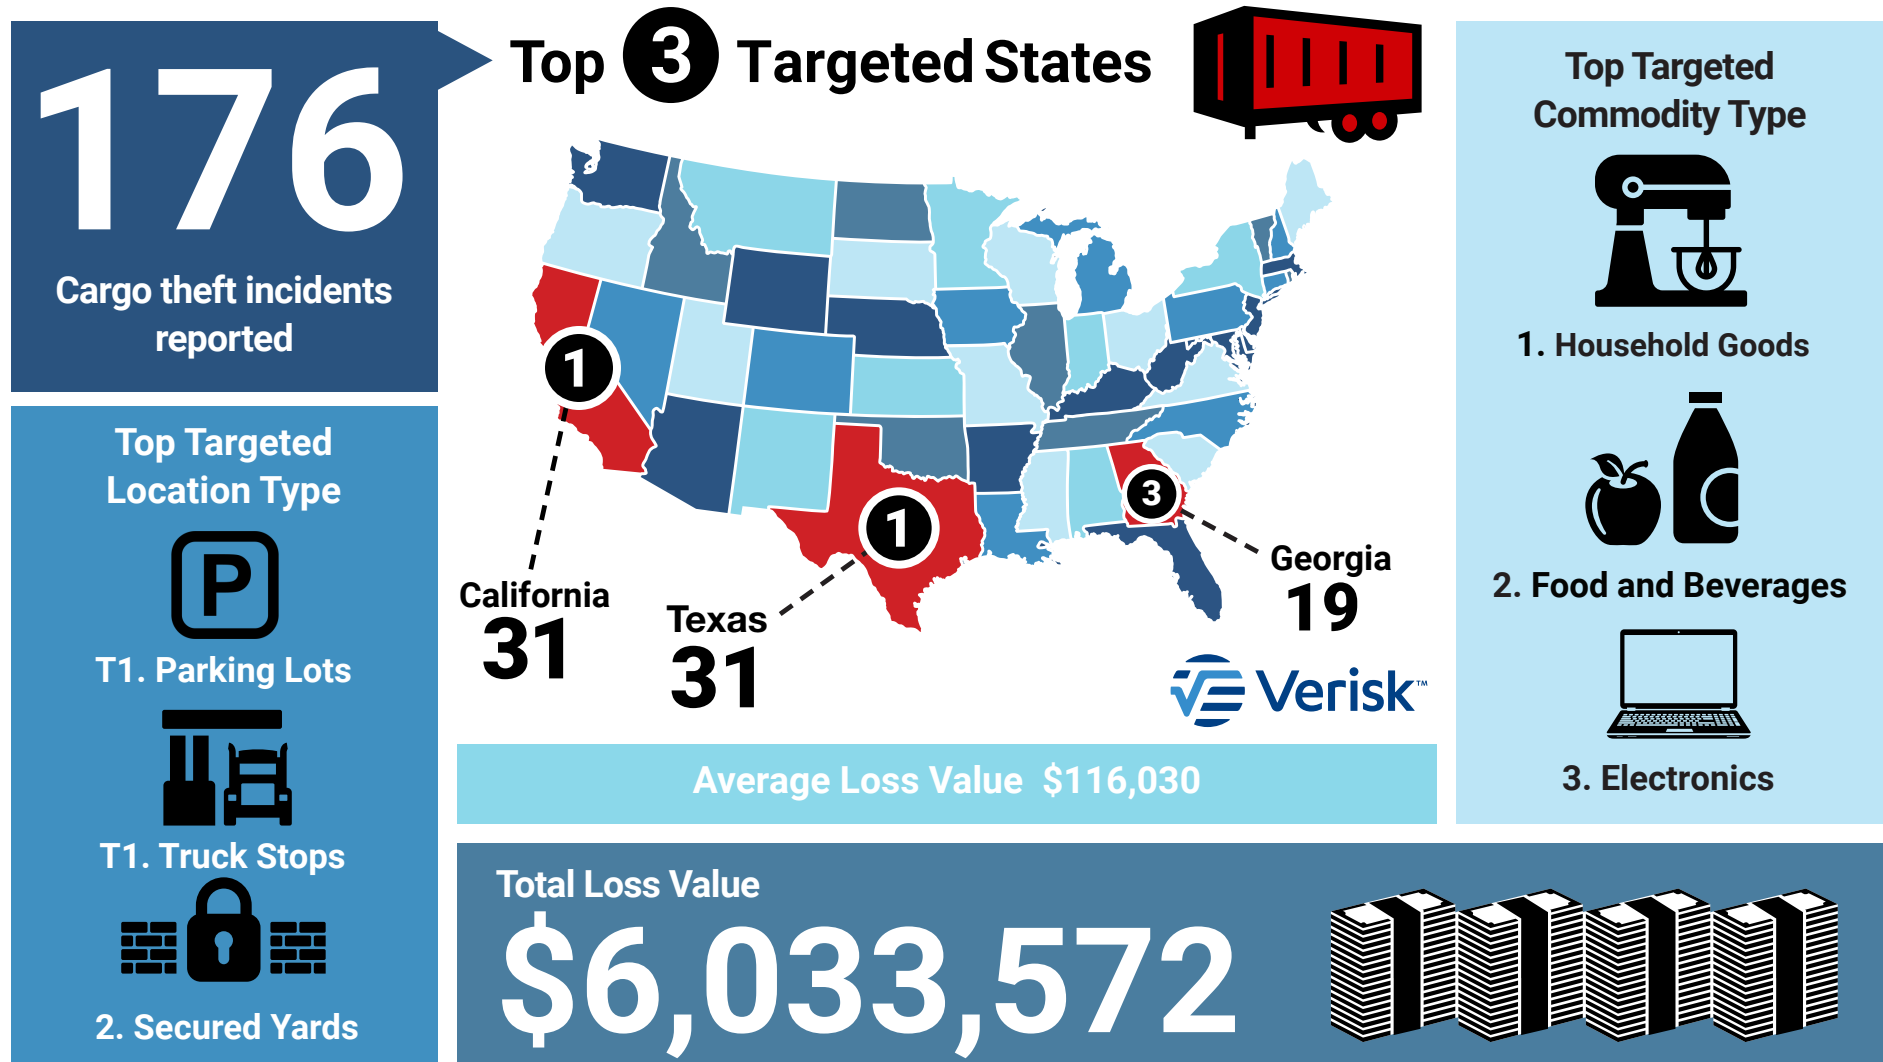 176
Cargo theft incidents
reported
Top 3 Targeted States
1
1
3
California
31
Texas
31
Georgia
19
Verisk™
Top Targeted
Location Type
P
T1. Parking Lots
T1. Truck Stops
2. Secured Yards
Top Targeted
Commodity Type
1. Household Goods
2. Food and Beverages
3. Electronics
Average Loss Value $116,030
Total Loss Value
$6,033,572